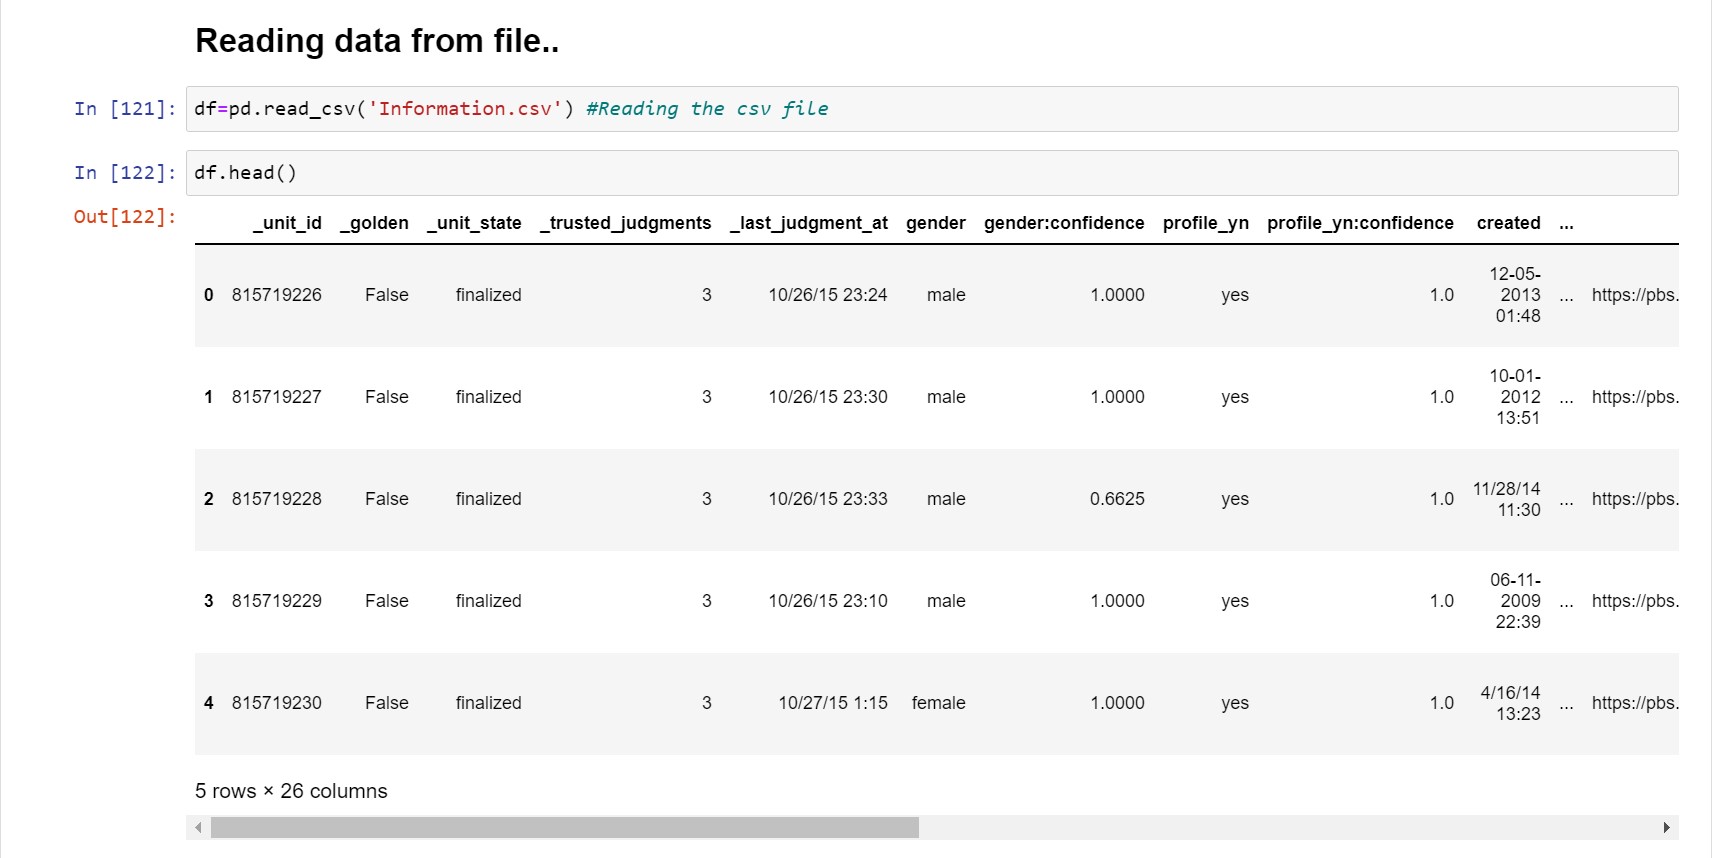 Reading data from file..
In [121]: df=pd.read_csv('Information.csv') #Reading the csv file
In [122]: df.head()
Out[122]:
_unit_id _golden _unit_state _trusted_judgments _last_judgment_at gender gender:confidence profile_yn profile_yn:confidence created ...
0 815719226 False finalized 3 10/26/15 23:24 male 1.0000 yes 1.0 12-05-2013 01:48 ... https://pbs.
1 815719227 False finalized 3 10/26/15 23:30 male 1.0000 yes 1.0 10-01-2012 13:51 ... https://pbs.
2 815719228 False finalized 3 10/26/15 23:33 male 0.6625 yes 1.0 11/28/14 11:30 ... https://pbs.
3 815719229 False finalized 3 10/26/15 23:10 male 1.0000 yes 1.0 06-11-2009 22:39 ... https://pbs.
4 815719230 False finalized 3 10/27/15 1:15 female 1.0000 yes 1.0 4/16/14 13:23 ... https://pbs.
5 rows × 26 columns